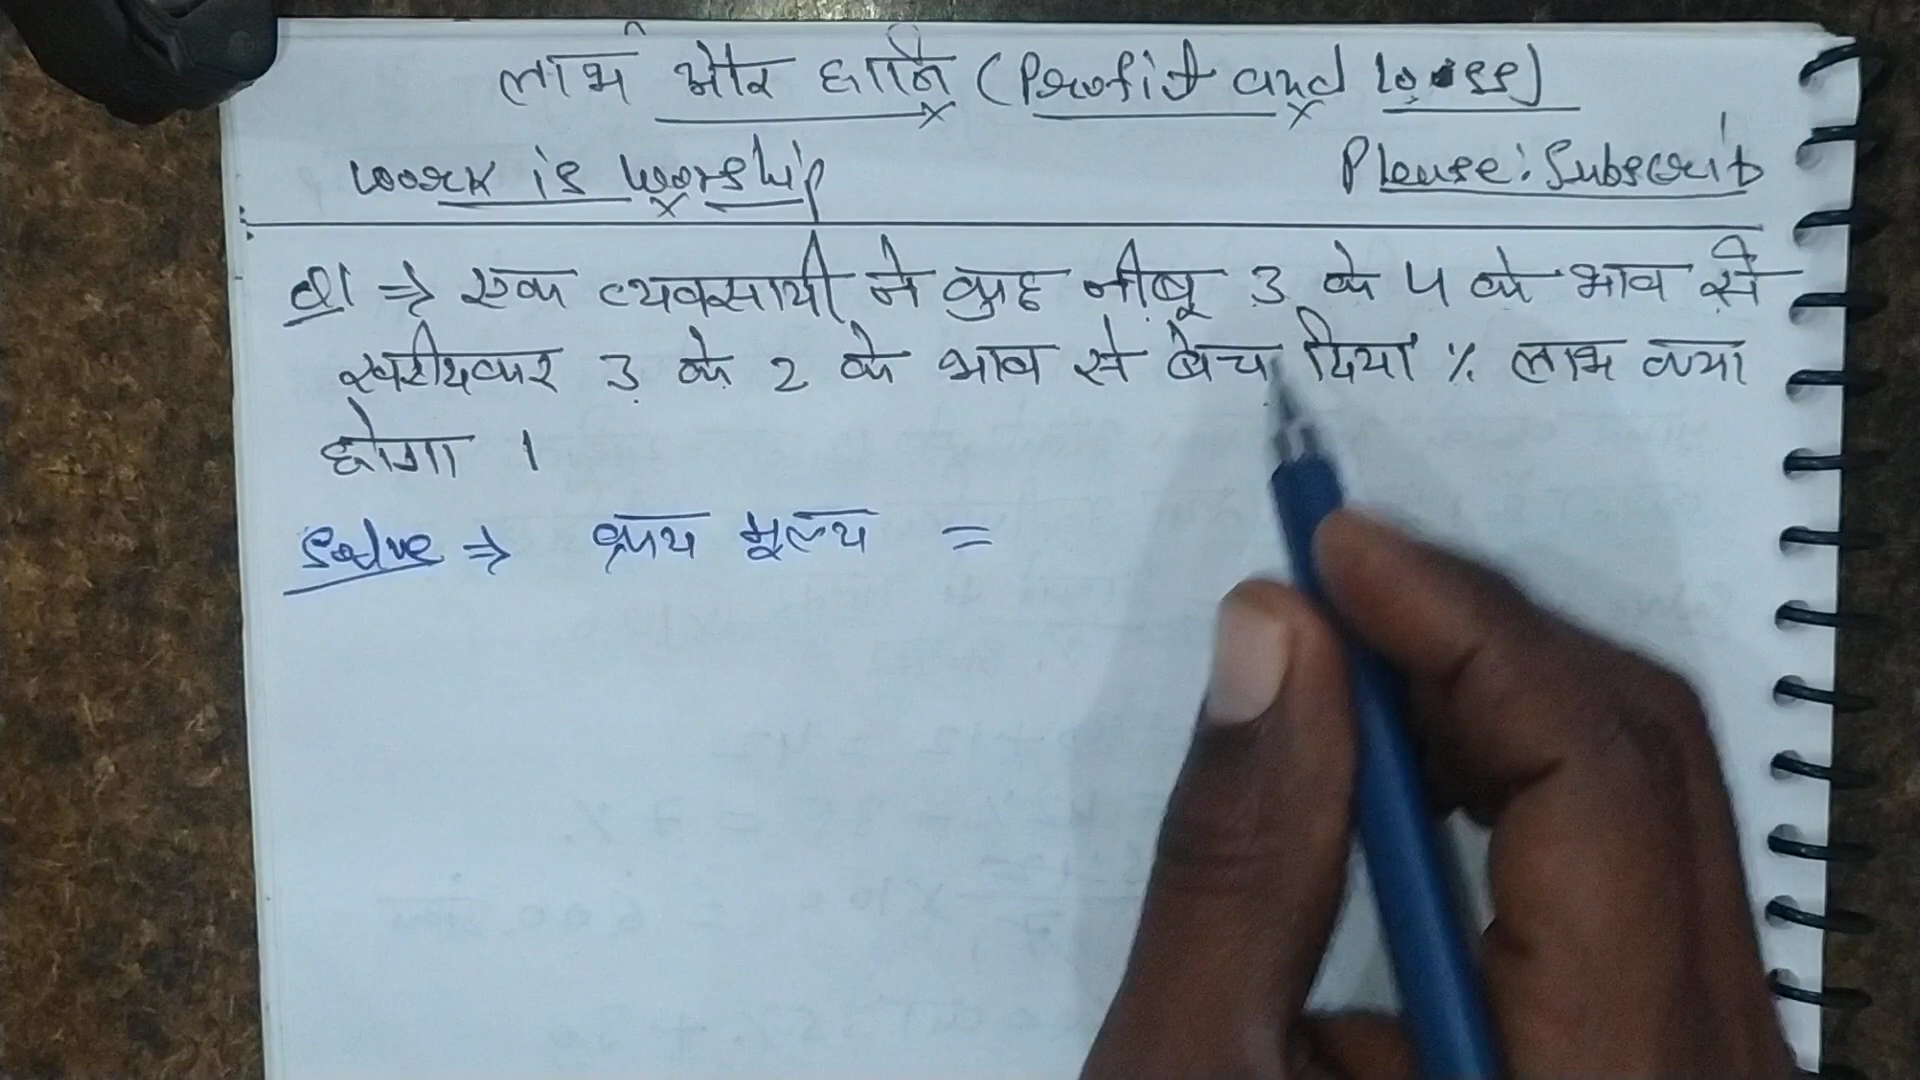 लाभ और हानि (Profit and loss)
work is worship
Please: Subscrib
Q1 ⇒ एक व्यवसायी ने कुछ नीबू 3 के 4 के भाव से
खरीदकर 3 के 2 के भाव से बेच दिया % लाभ क्या
होगा ।
Solve ⇒ क्रय मूल्य =